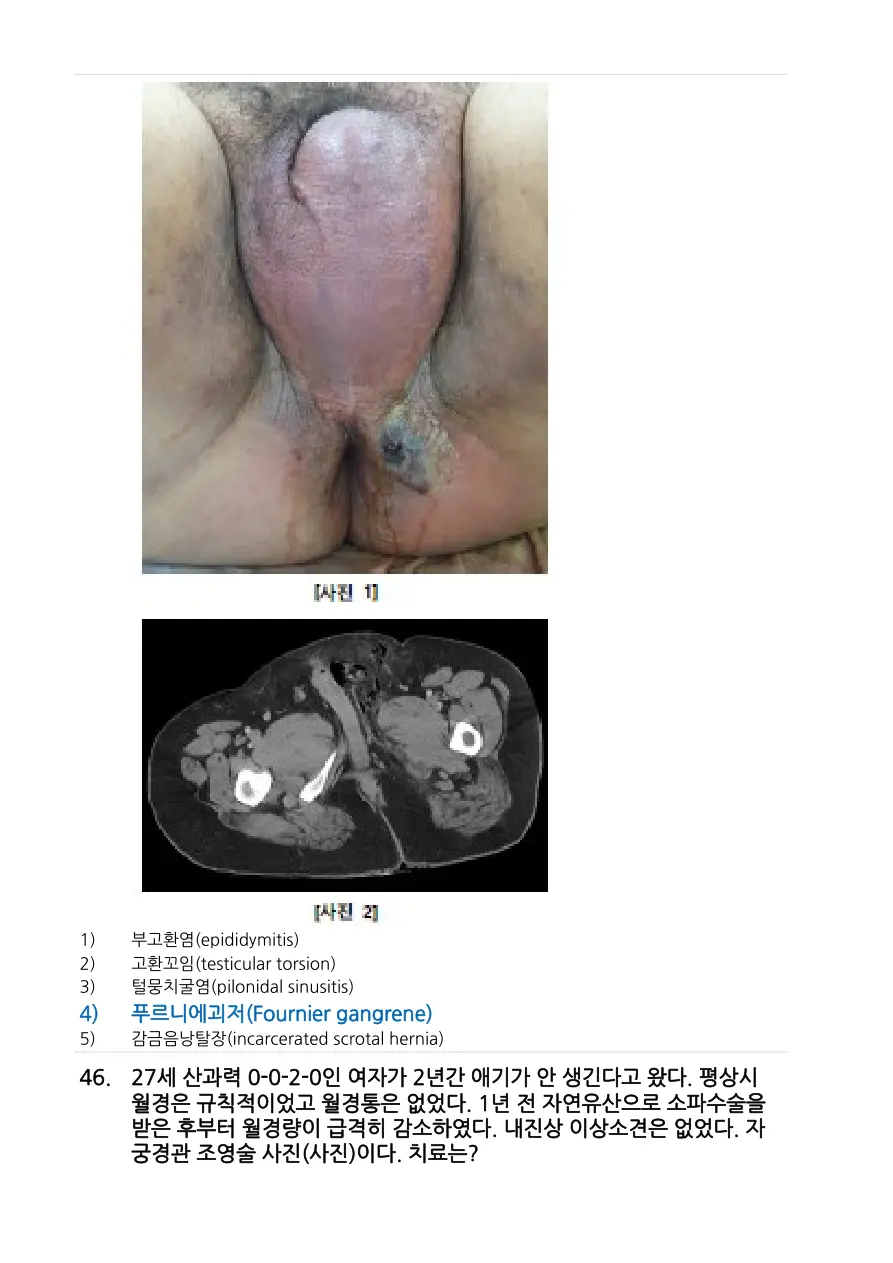 [사진 1]
[사진 2]
1) 부고환염(epididymitis)
2) 고환꼬임(testicular torsion)
3) 털뭉치굴염(pilonidal sinusitis)
4) 푸르니에괴저(Fournier gangrene)
5) 감금음낭탈장(incarcerated scrotal hernia)
46. 27세 산과력 0-0-2-0인 여자가 2년간 애기가 안 생긴다고 왔다. 평상시
월경은 규칙적이었고 월경통은 없었다. 1년 전 자연유산으로 소파수술을
받은 후부터 월경량이 급격히 감소하였다. 내진상 이상소견은 없었다. 자
궁경관 조영술 사진(사진)이다. 치료는?